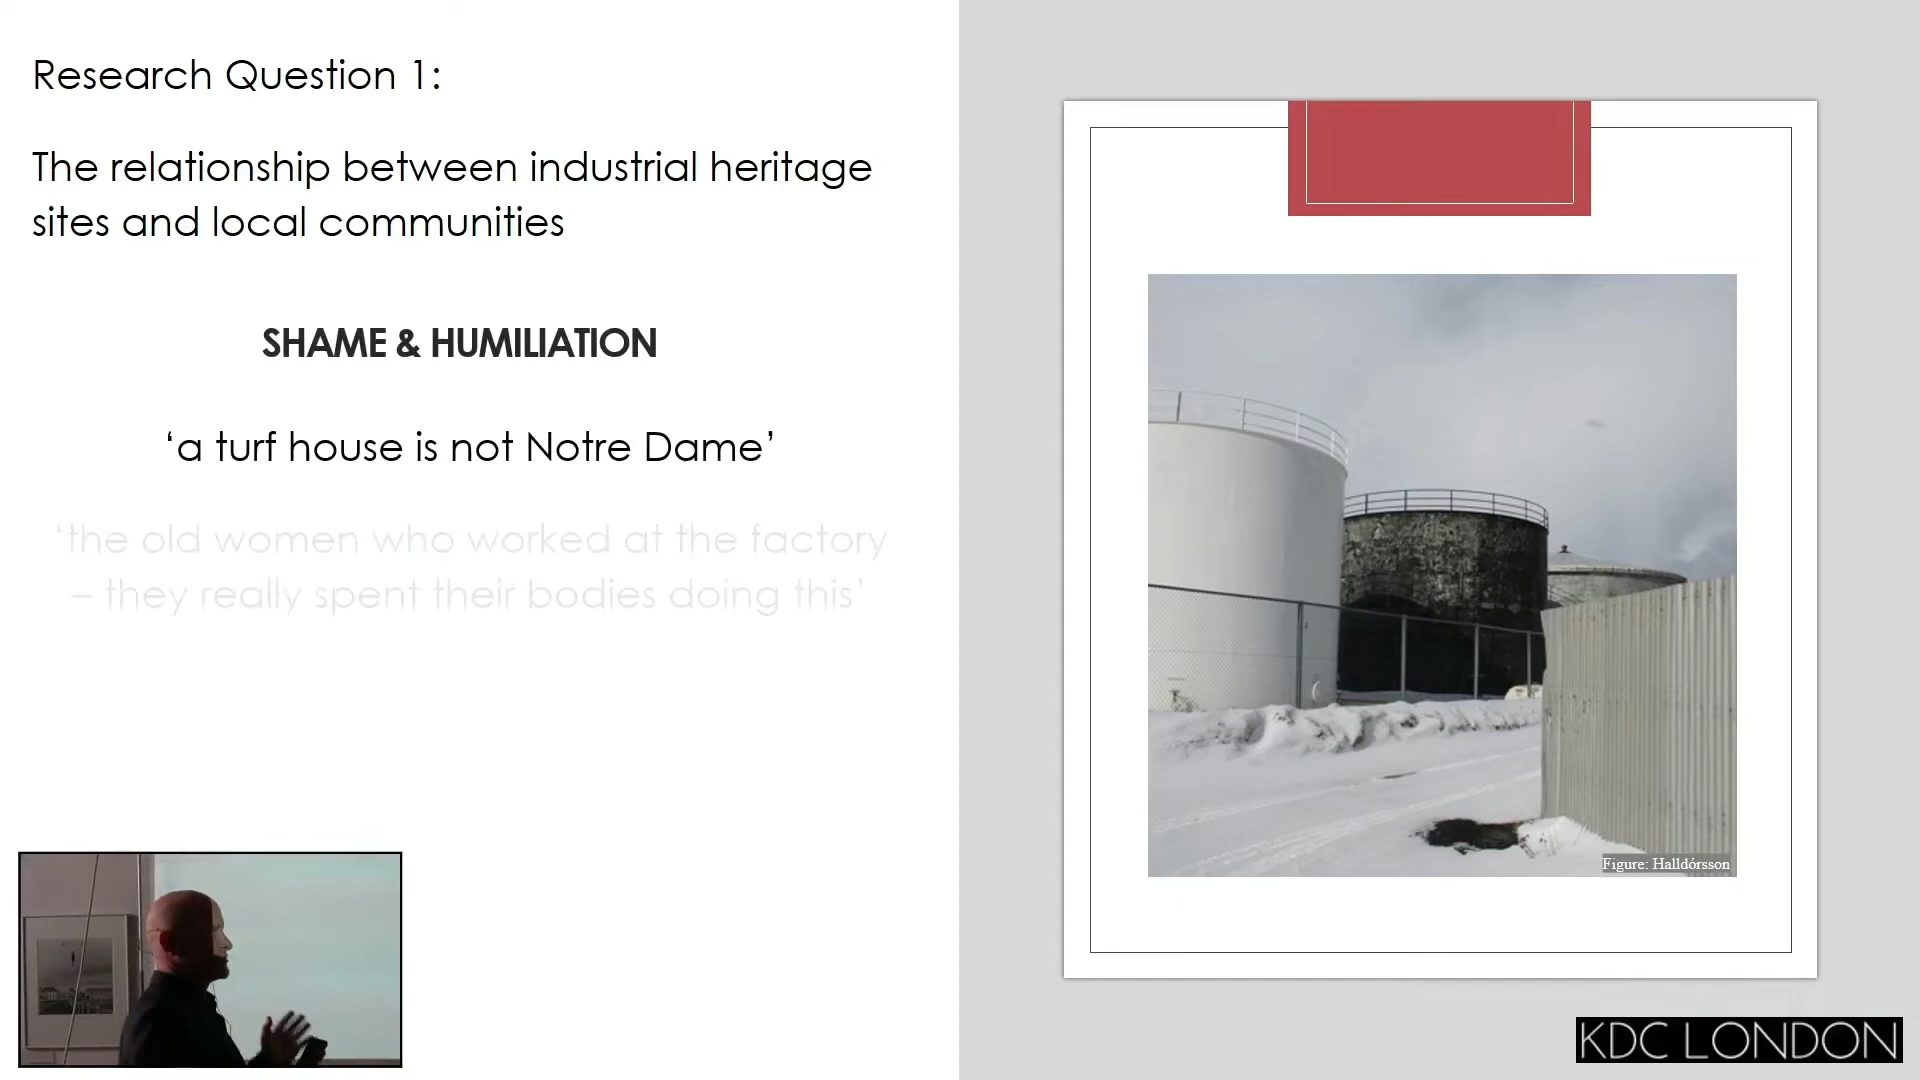 Research Question 1:
The relationship between industrial heritage
sites and local communities
SHAME & HUMILIATION
‘a turf house is not Notre Dame’
‘the old women who worked at the factory
– they really spent their bodies doing this’
Figure: Halldórsson
KDC LONDON